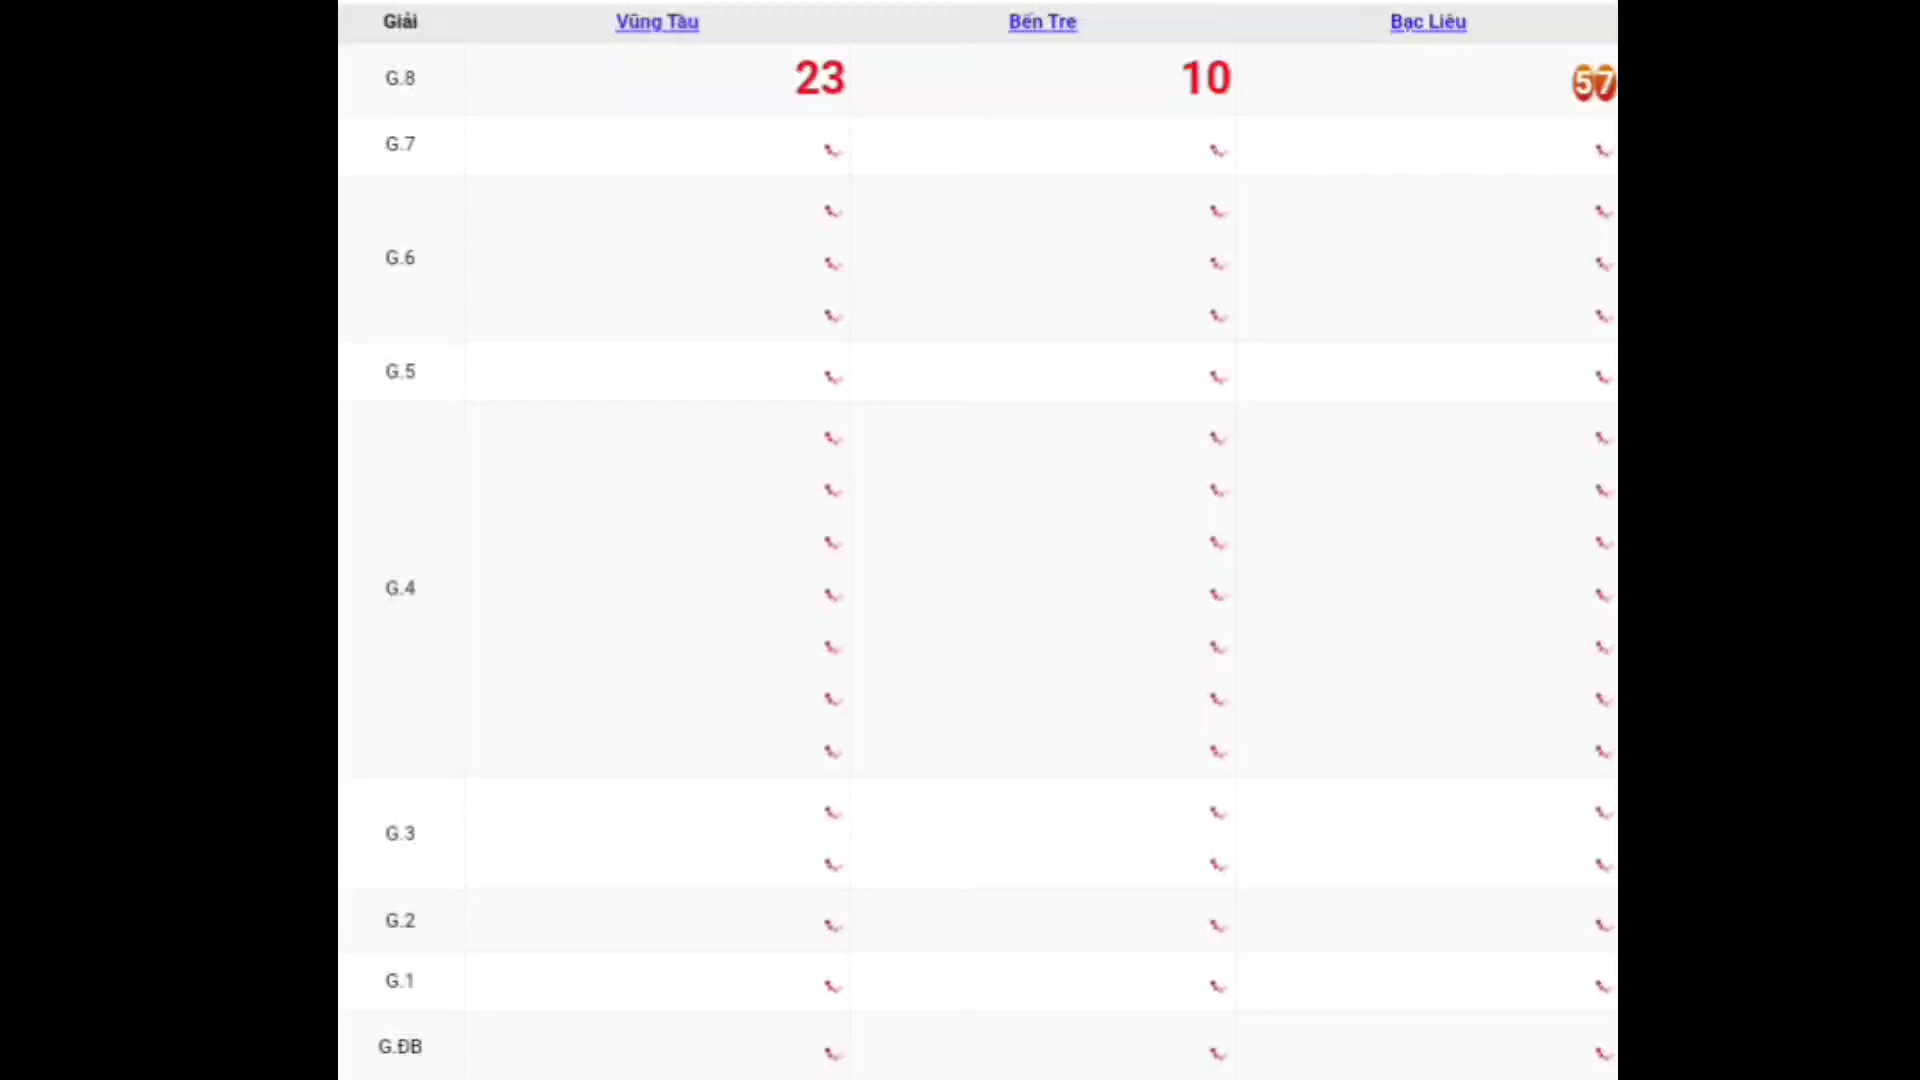 Giải Vũng Tàu Bến Tre Bạc Liêu
G.8 23 10 57
G.7
G.6
G.5
G.4
G.3
G.2
G.1
G.ĐB